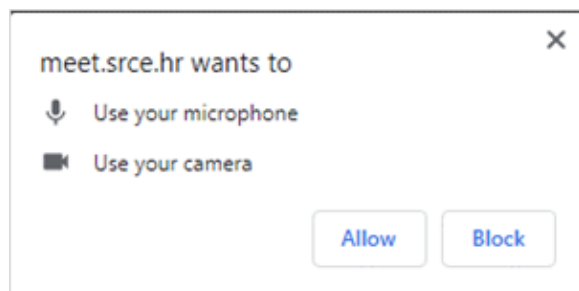 meet.srce.hr wants to
Use your microphone
Use your camera
Allow Block